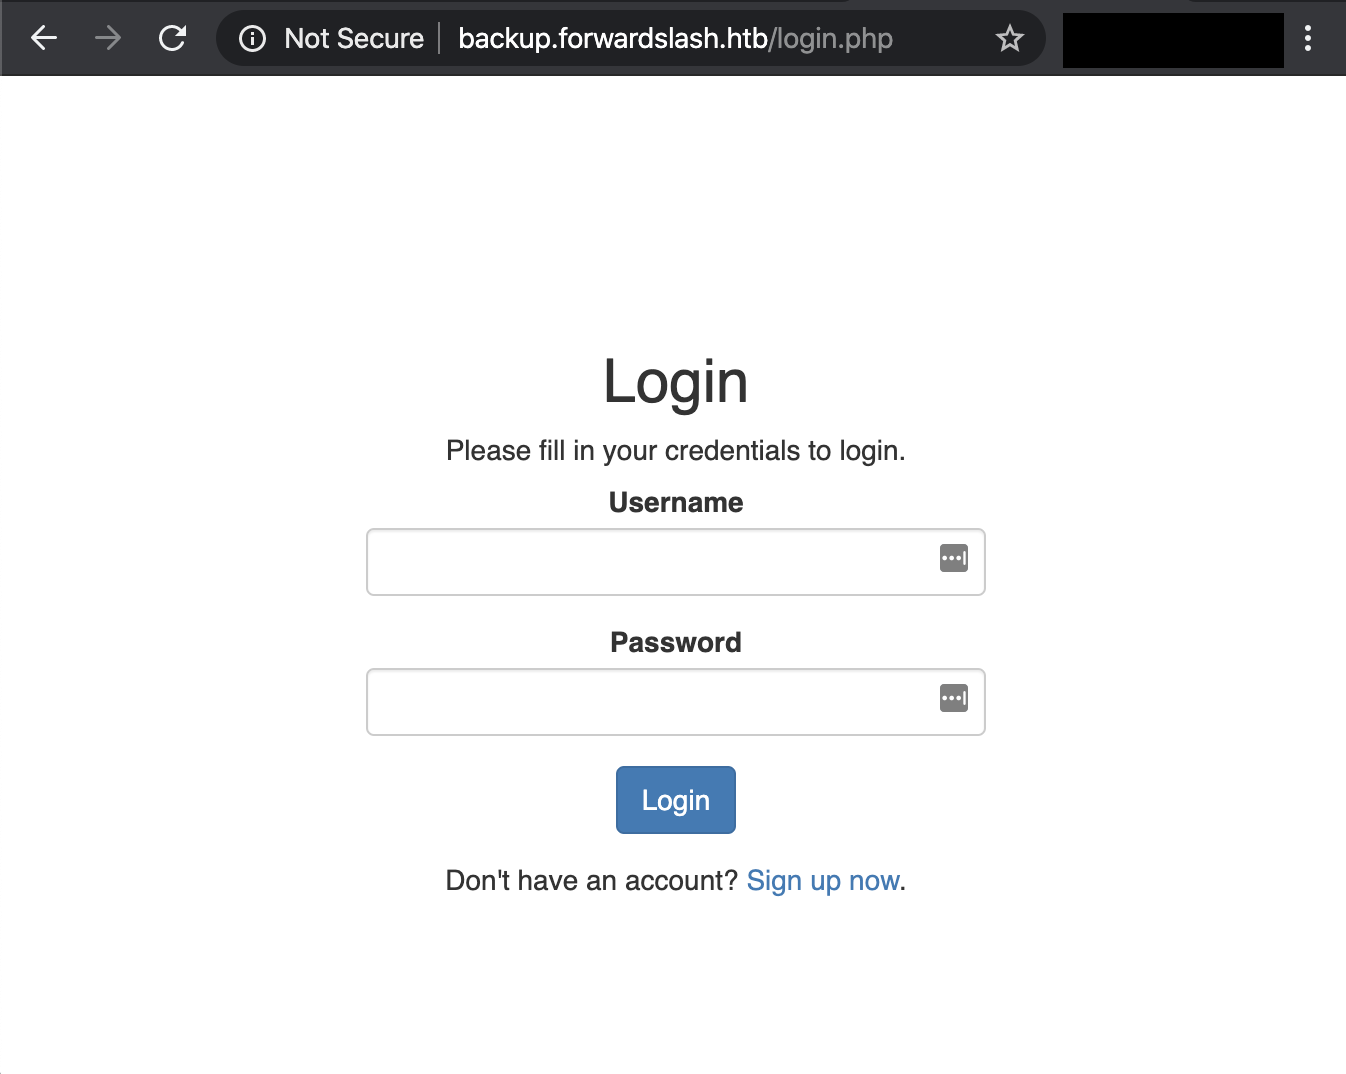 Not Secure backup.forwardslash.htb/login.php
Login
Please fill in your credentials to login.
Username
Password
Login
Don't have an account? Sign up now.